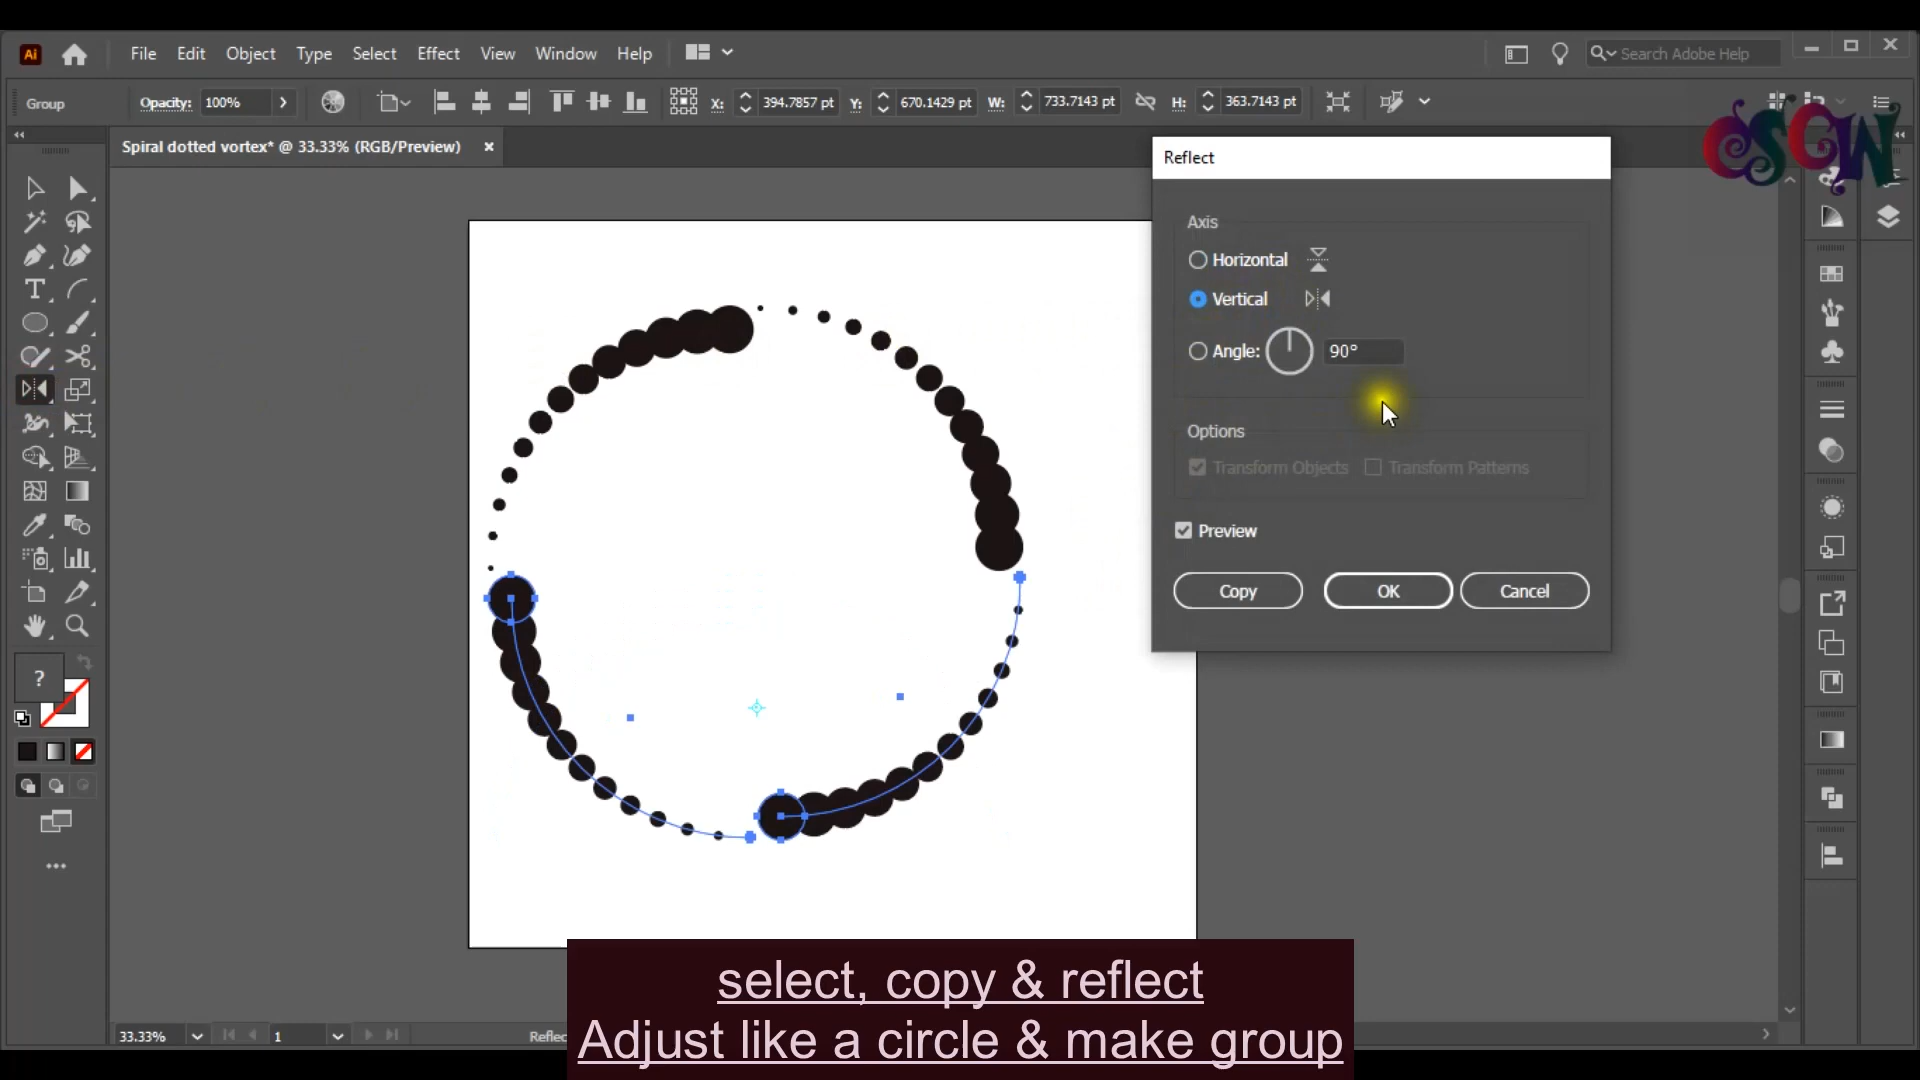 Ai File Edit Object Type Select Effect View Window Help Search Adobe Help
Group Opacity: 100% X: 394.7857 pt Y: 670.1429 pt W: 733.7143 pt H: 363.7143 pt
CSCW
Spiral dotted vortex* @ 33.33% (RGB/Preview)
Reflect
Axis
Horizontal
Vertical
Angle: 90°
Options
Transform Objects Transform Patterns
Preview
Copy OK Cancel
?
33.33% 1 Reflec
select, copy & reflect
Adjust like a circle & make group